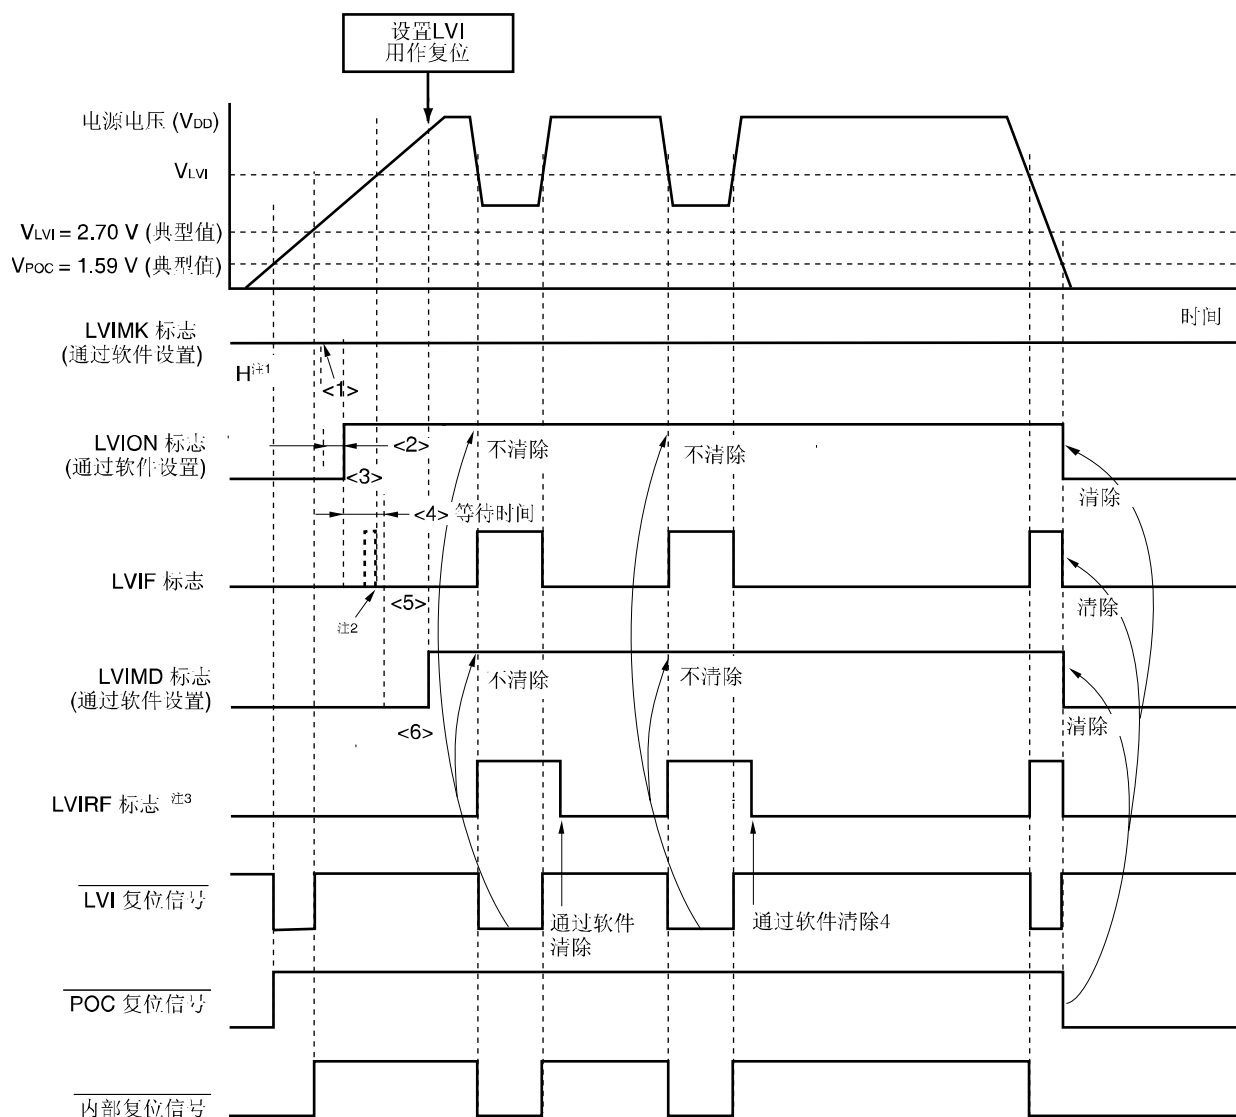 设置LVI
用作复位
电源电压 (VDD)
VLVI
VLVI = 2.70 V (典型值)
VPOC = 1.59 V (典型值)
时间
LVIMK 标志
(通过软件设置)
H注1
<1>
LVION 标志
(通过软件设置)
<2>
不清除
不清除
<3>
清除
<4> 等待时间
LVIF 标志
<5>
注2
清除
LVIMD 标志
(通过软件设置)
不清除
不清除
清除
<6>
LVIRF 标志 注3
LVI 复位信号
通过软件
清除
通过软件清除4
POC 复位信号
内部复位信号